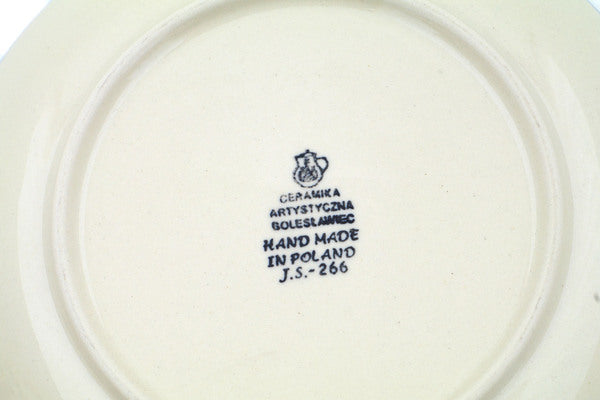 CERAMIKA
ARTYSTYCZNA
BOLESŁAWIEC
HAND MADE
IN POLAND
J.S.-266